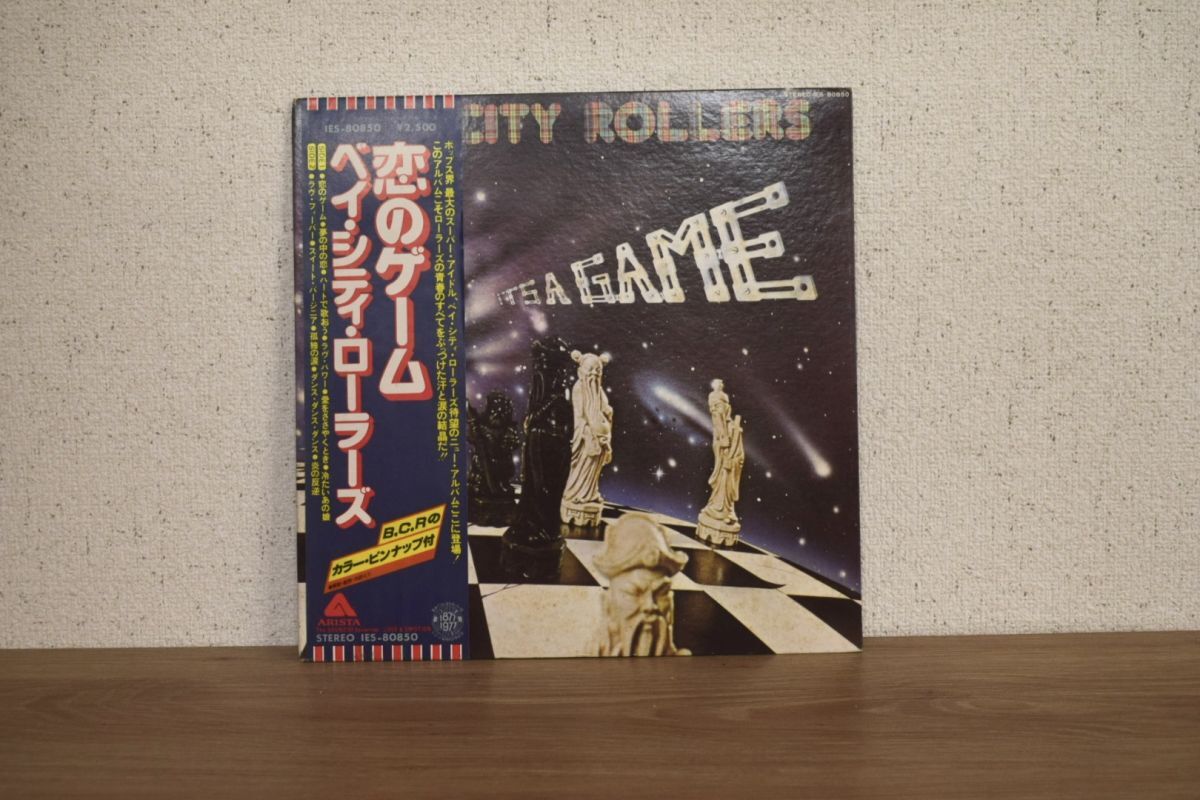 IES-80850 ¥2,500
ポップス界 最大のスーパー・アイドル、ベイ・シティ・ローラーズ待望のニュー・アルバムここに登場!
このアルバムこそローラーズの青春のすべてをぶつけた汗と涙の結晶だ!!
恋のゲーム
ベイ・シティ・ローラーズ
●恋のゲーム●夢の中の恋●ハートで歌おう●ラヴ・パワー●愛をささやくとき●冷たいあの娘
●ラヴ・フィーバー●スイート・バージニア●孤独の涙●ダンス・ダンス・ダンス●炎の反逆
B.C.Rの
カラー・ピンナップ付
ARISTA
STEREO IES-80850
1877
1977
STEREO IES-80850
CITY ROLLERS
IT'S A GAME